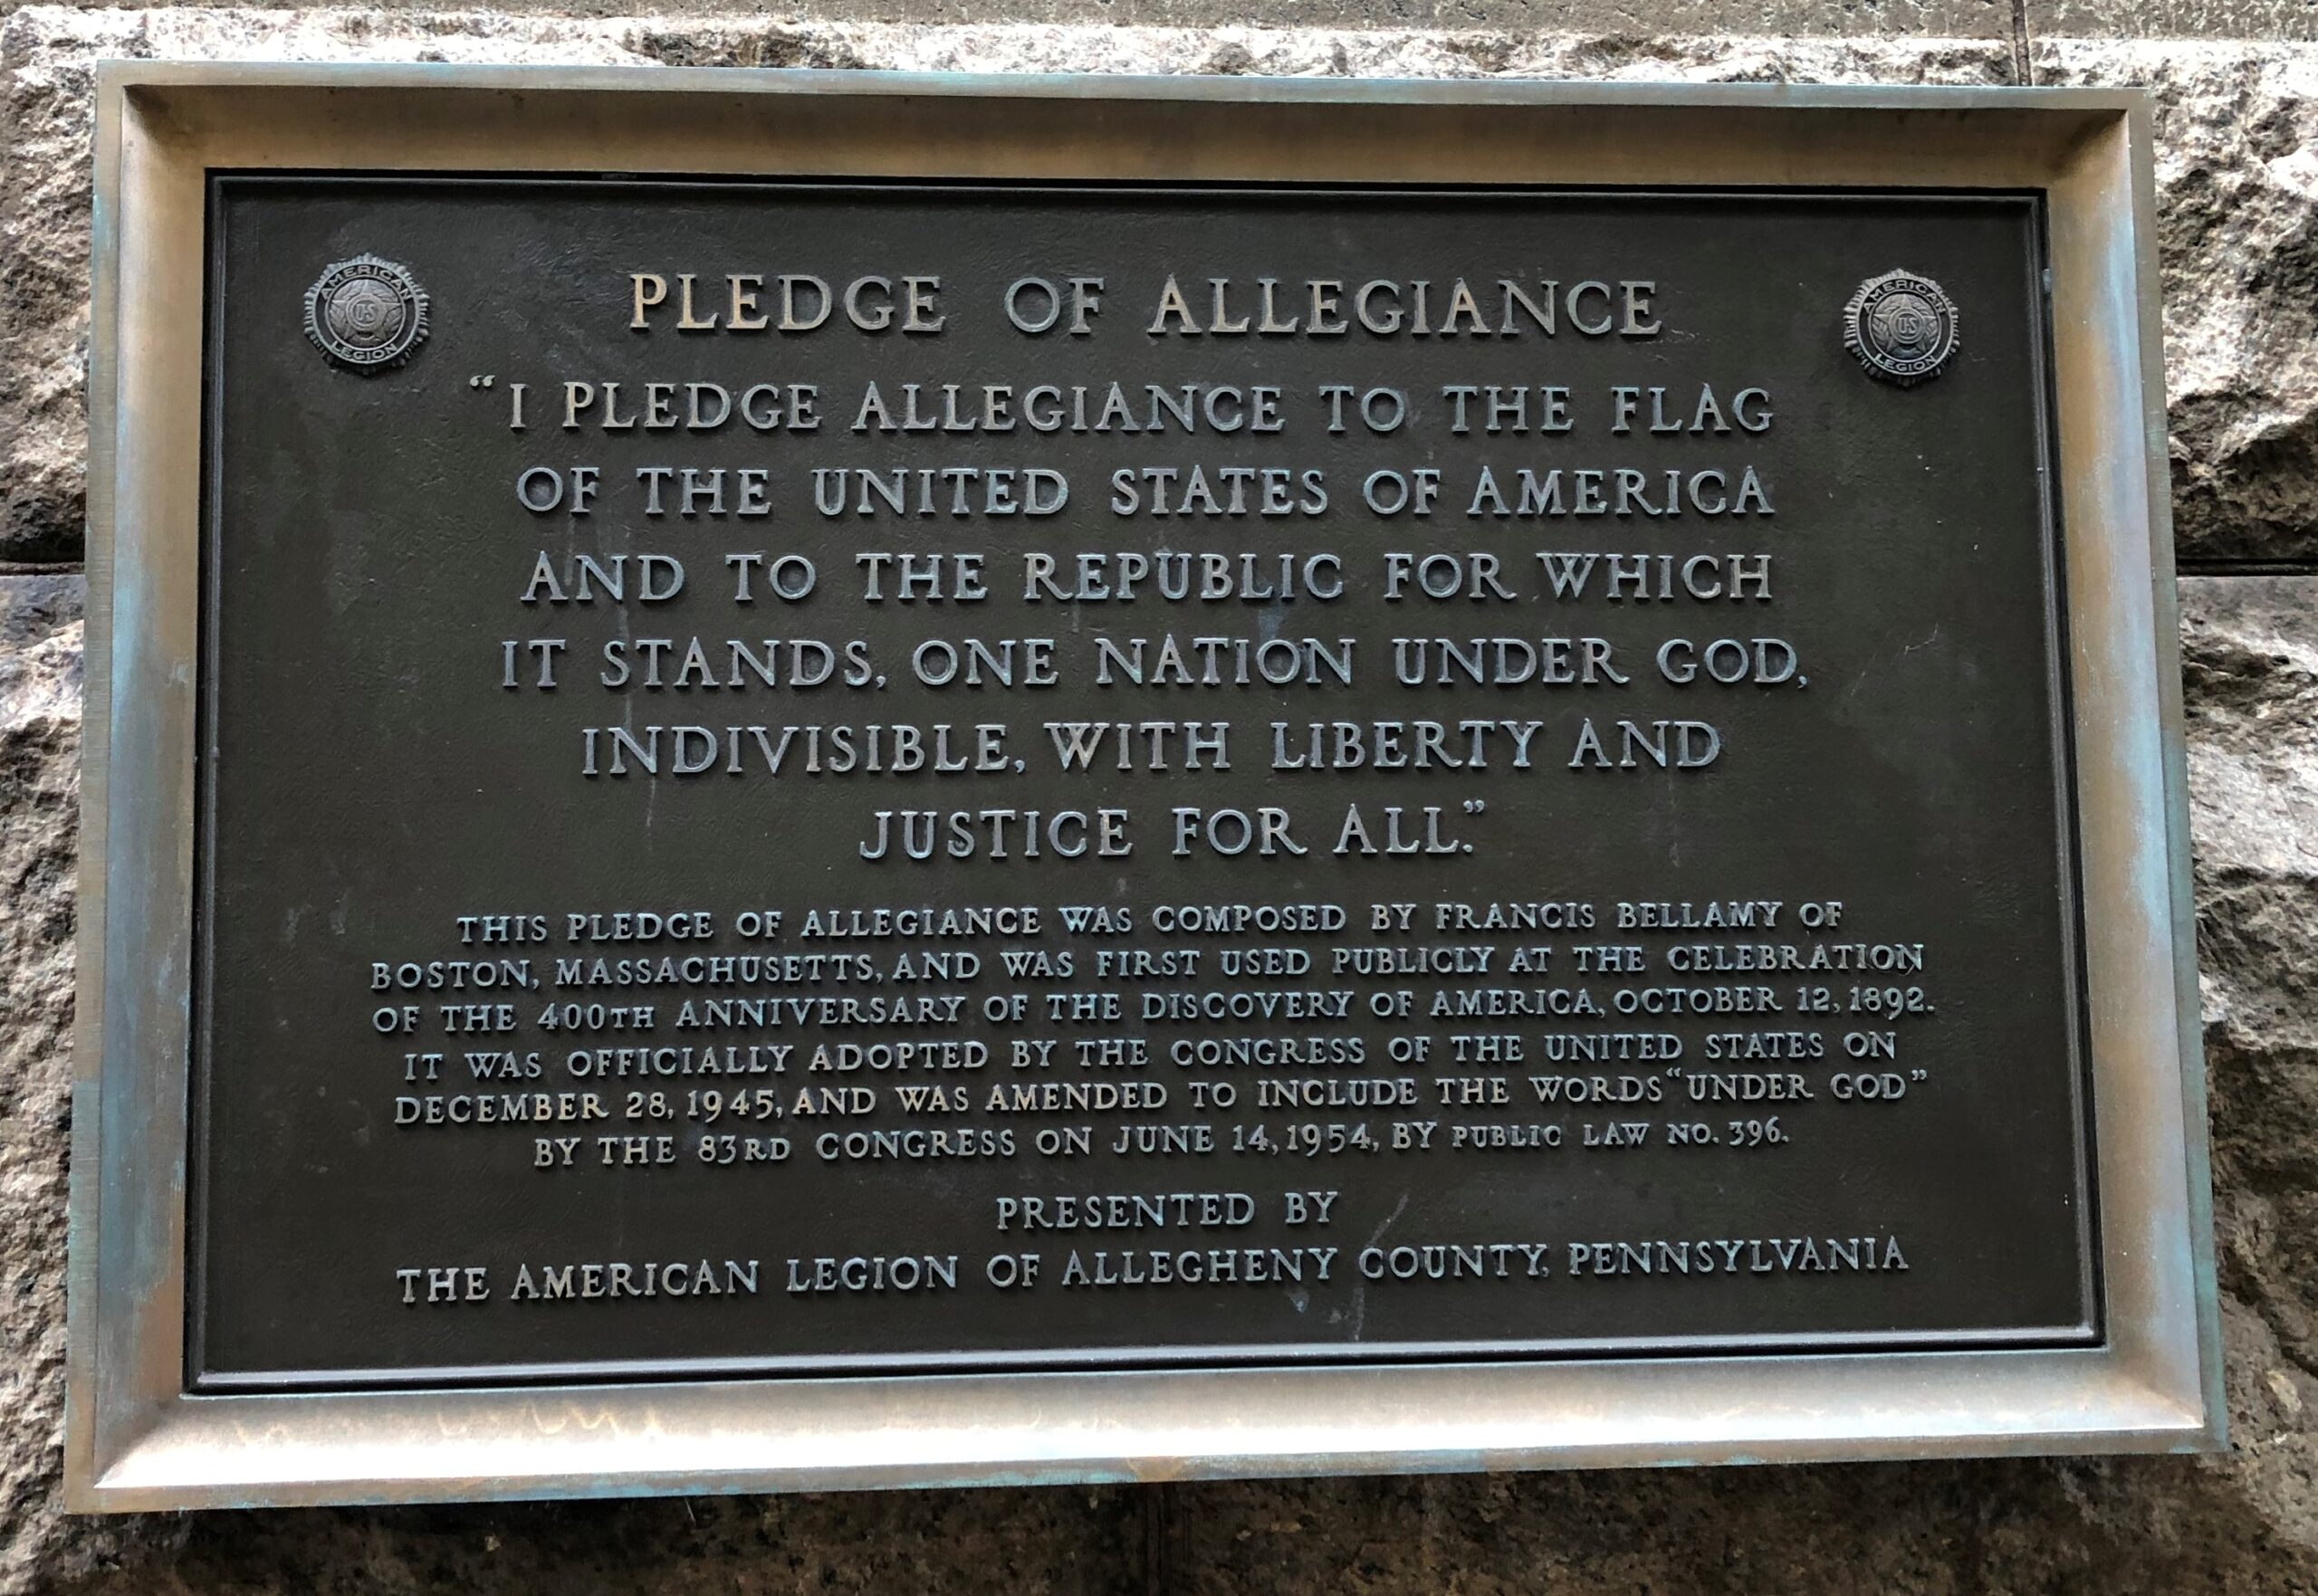 AMERICAN
US
LEGION
PLEDGE OF ALLEGIANCE
AMERICAN
US
LEGION
“I PLEDGE ALLEGIANCE TO THE FLAG
OF THE UNITED STATES OF AMERICA
AND TO THE REPUBLIC FOR WHICH
IT STANDS, ONE NATION UNDER GOD,
INDIVISIBLE, WITH LIBERTY AND
JUSTICE FOR ALL.”
THIS PLEDGE OF ALLEGIANCE WAS COMPOSED BY FRANCIS BELLAMY OF
BOSTON, MASSACHUSETTS, AND WAS FIRST USED PUBLICLY AT THE CELEBRATION
OF THE 400TH ANNIVERSARY OF THE DISCOVERY OF AMERICA, OCTOBER 12, 1892.
IT WAS OFFICIALLY ADOPTED BY THE CONGRESS OF THE UNITED STATES ON
DECEMBER 28, 1945, AND WAS AMENDED TO INCLUDE THE WORDS “UNDER GOD”
BY THE 83RD CONGRESS ON JUNE 14, 1954, BY PUBLIC LAW NO. 396.
PRESENTED BY
THE AMERICAN LEGION OF ALLEGHENY COUNTY, PENNSYLVANIA